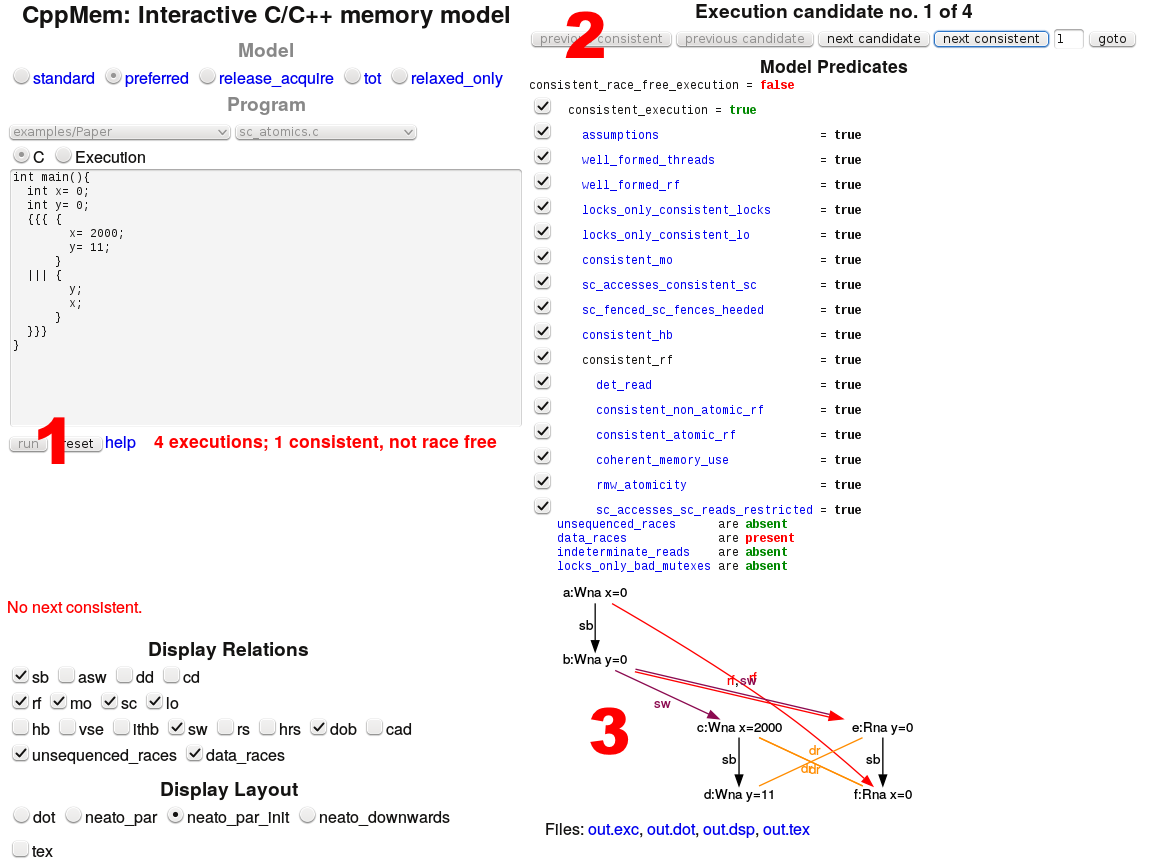 CppMem: Interactive C/C++ memory model
Model
standard preferred release_acquire tot relaxed_only
Program
examples/Paper sc_atomics.c
C Execution
int main(){
int x= 0;
int y= 0;
{{{ {
x= 2000;
y= 11;
}
||| {
y;
x;
}
}}}
}
1
run reset help 4 executions; 1 consistent, not race free
No next consistent.
Display Relations
sb asw dd cd
rf mo sc lo
hb vse lthb sw rs hrs dob cad
unsequenced_races data_races
Display Layout
dot neato_par neato_par_init neato_downwards
tex
Execution candidate no. 1 of 4
2
previous consistent previous candidate next candidate next consistent 1 goto
Model Predicates
consistent_race_free_execution = false
consistent_execution = true
assumptions = true
well_formed_threads = true
well_formed_rf = true
locks_only_consistent_locks = true
locks_only_consistent_lo = true
consistent_mo = true
sc_accesses_consistent_sc = true
sc_fenced_sc_fences_heeded = true
consistent_hb = true
consistent_rf = true
det_read = true
consistent_non_atomic_rf = true
consistent_atomic_rf = true
coherent_memory_use = true
rmw_atomicity = true
sc_accesses_sc_reads_restricted = true
unsequenced_races are absent
data_races are present
indeterminate_reads are absent
locks_only_bad_mutexes are absent
a:Wna x=0
sb
b:Wna y=0
rf,sw rf
sw
3
c:Wna x=2000 e:Rna y=0
dr
sb sb
dr dr
d:Wna y=11 f:Rna x=0
Files: out.exc, out.dot, out.dsp, out.tex